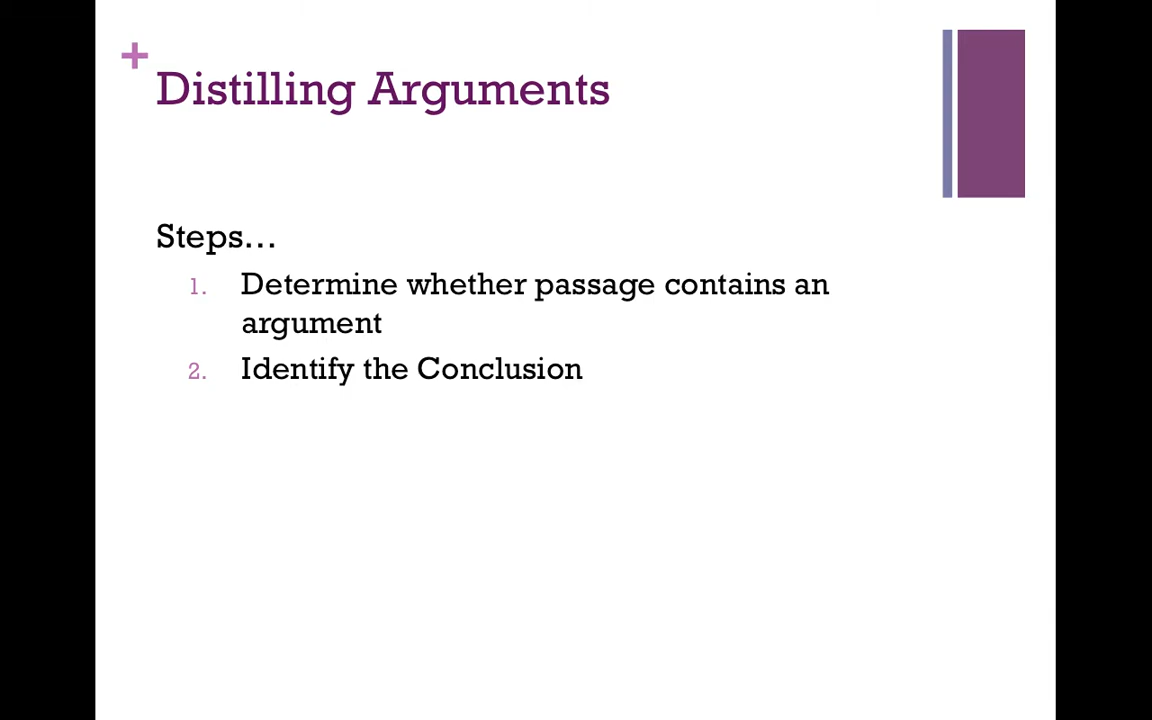 +
Distilling Arguments
Steps…
1. Determine whether passage contains an
argument
2. Identify the Conclusion